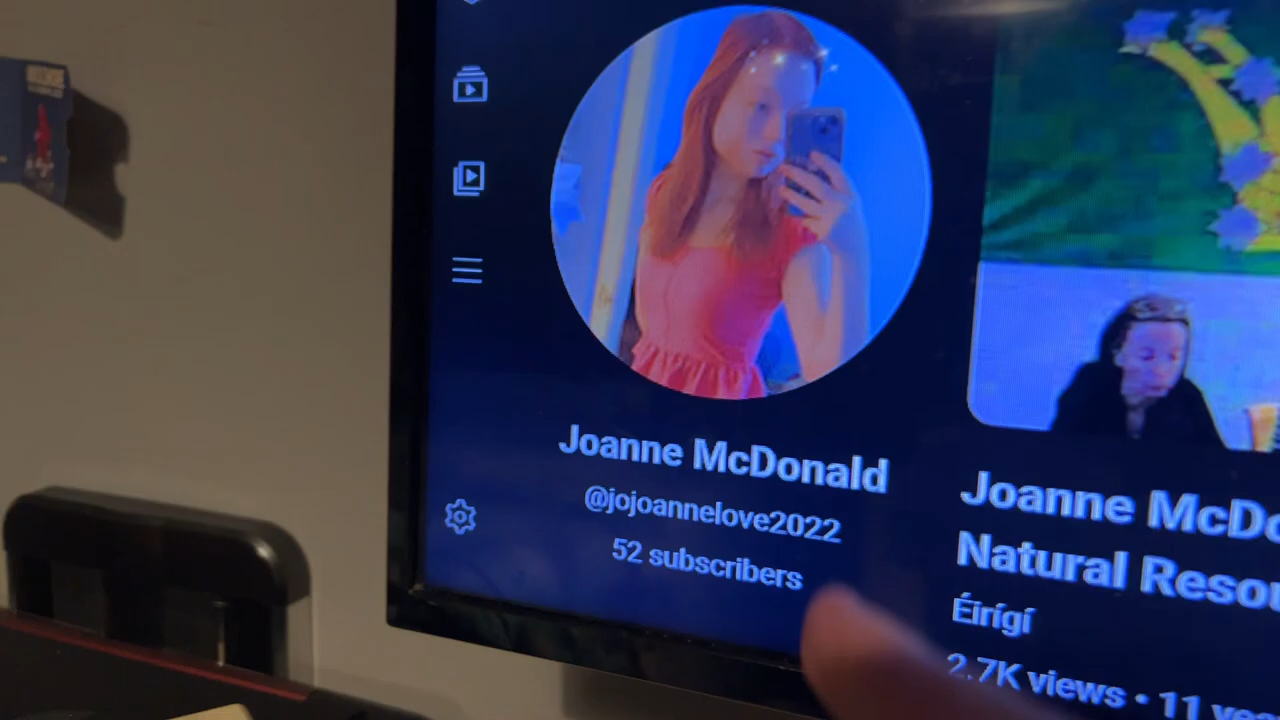 Joanne McDonald
@jojoannelove2022
52 subscribers
Joanne McDo
Natural Resou
Éirígí
2.7K views • 11 yea